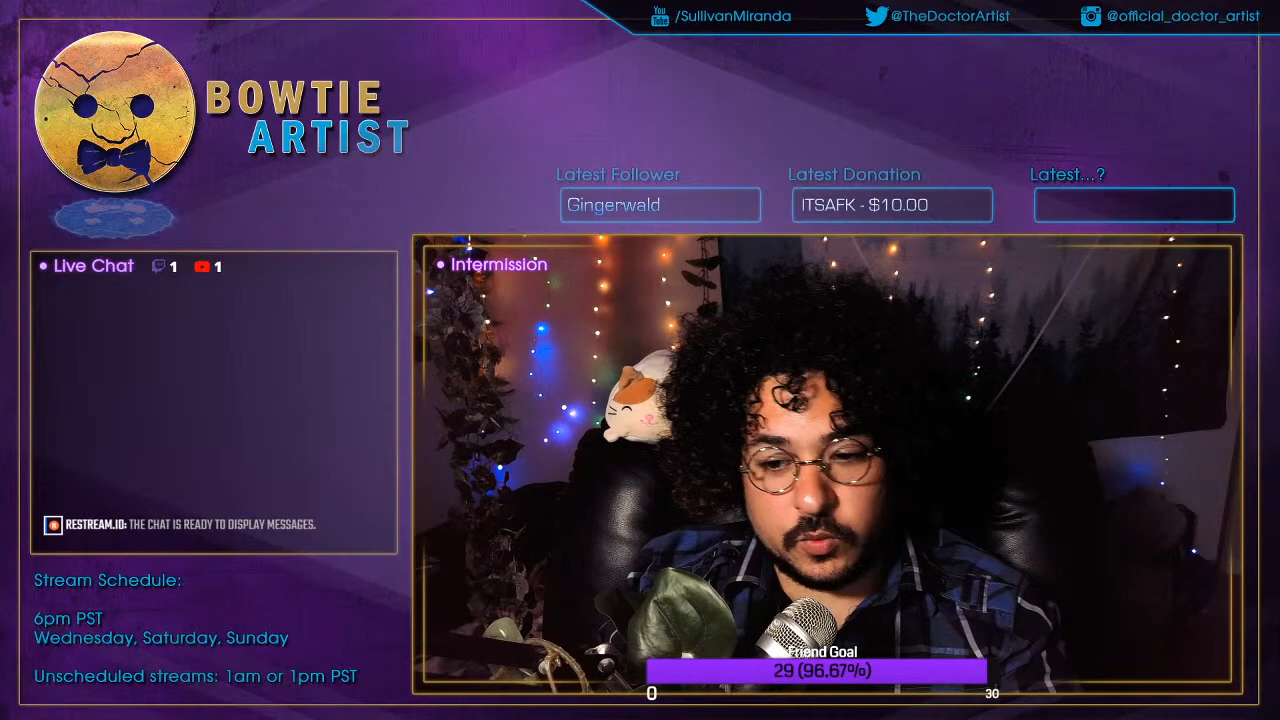 /SullivanMiranda
@TheDoctorArtist
@official_doctor_artist
BOWTIE
ARTIST
Latest Follower
Gingerwald
Latest Donation
ITSAFK - $10.00
Latest...?
• Live Chat 1 1
RESTREAM.IO: THE CHAT IS READY TO DISPLAY MESSAGES.
• Intermission
Stream Schedule:
6pm PST
Wednesday, Saturday, Sunday
Unscheduled streams: 1am or 1pm PST
Friend Goal
29 (96.67%)
0
30